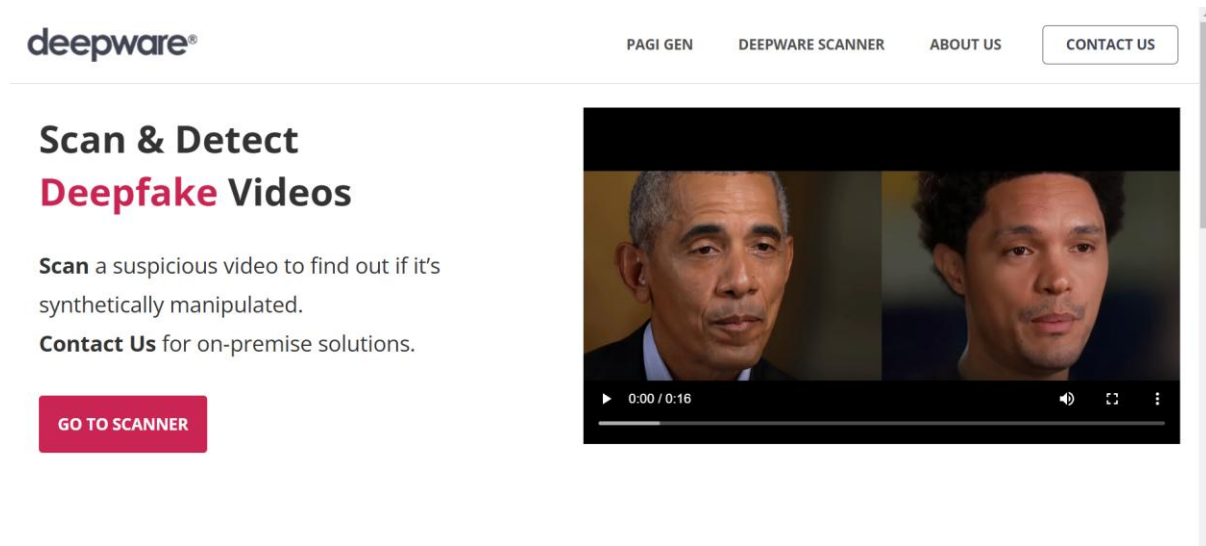 deepware®
PAGI GEN
DEEPWARE SCANNER
ABOUT US
CONTACT US
Scan & Detect
Deepfake Videos
Scan a suspicious video to find out if it's
synthetically manipulated.
Contact Us for on-premise solutions.
GO TO SCANNER
0:00 / 0:16